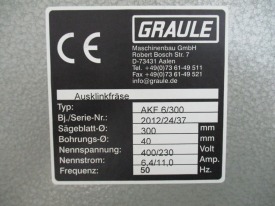 CE
GRAULE
Maschinenbau GmbH
Robert Bosch Str. 7
D-73431 Aalen
Tel. +49(0)73 61-49 511
Fax +49(0)73 61-49 521
info@graule.de
Ausklinkfräse
Typ: AKF 6/300
Bj./Serie-Nr.: 2012/24/37
Sägeblatt-Ø: 300 mm
Bohrungs-Ø: 40 mm
Nennspannung: 400/230 Volt
Nennstrom: 6,4/11,0 Amp.
Frequenz: 50 Hz.